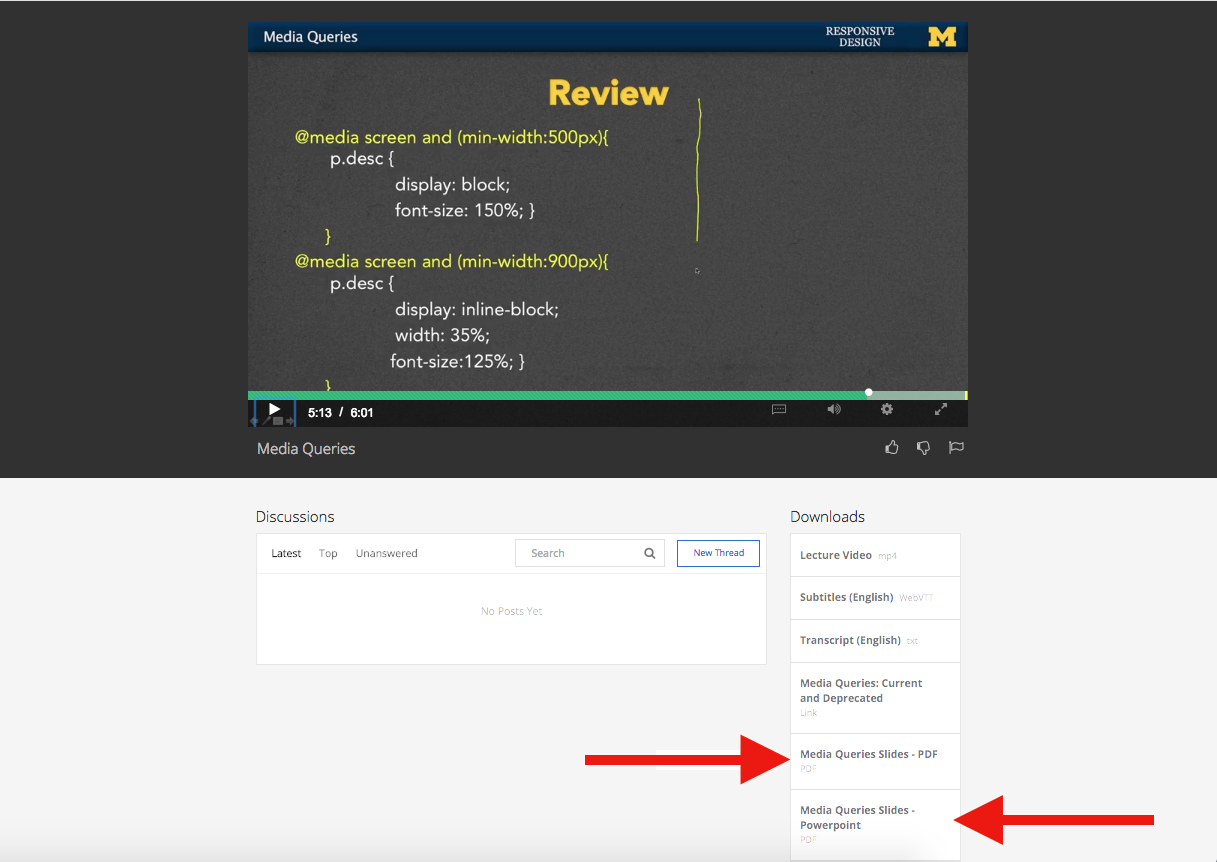 Media Queries
RESPONSIVE
DESIGN
M
Review
@media screen and (min-width:500px){
p.desc {
display: block;
font-size: 150%; }
}
@media screen and (min-width:900px){
p.desc {
display: inline-block;
width: 35%;
font-size:125%; }
}
5:13 / 6:01
Media Queries
Discussions
Latest Top Unanswered Search New Thread
No Posts Yet
Downloads
Lecture Video mp4
Subtitles (English) WebVTT
Transcript (English) txt
Media Queries: Current
and Deprecated
Link
Media Queries Slides - PDF
PDF
Media Queries Slides -
Powerpoint
PDF